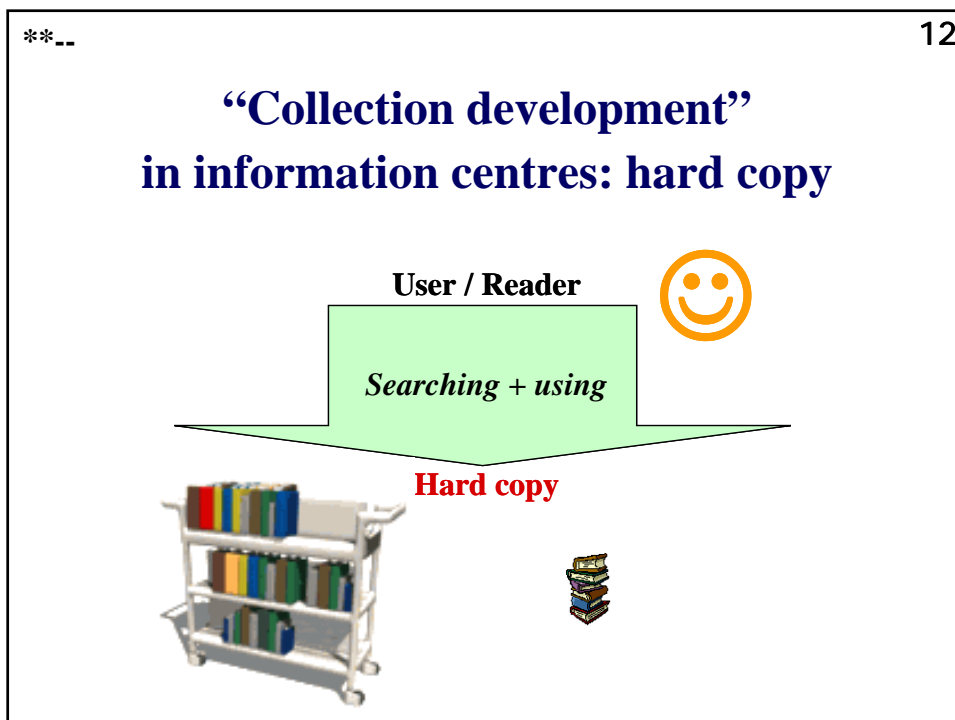 **--
12
“Collection development”
in information centres: hard copy
User / Reader
Searching + using
Hard copy